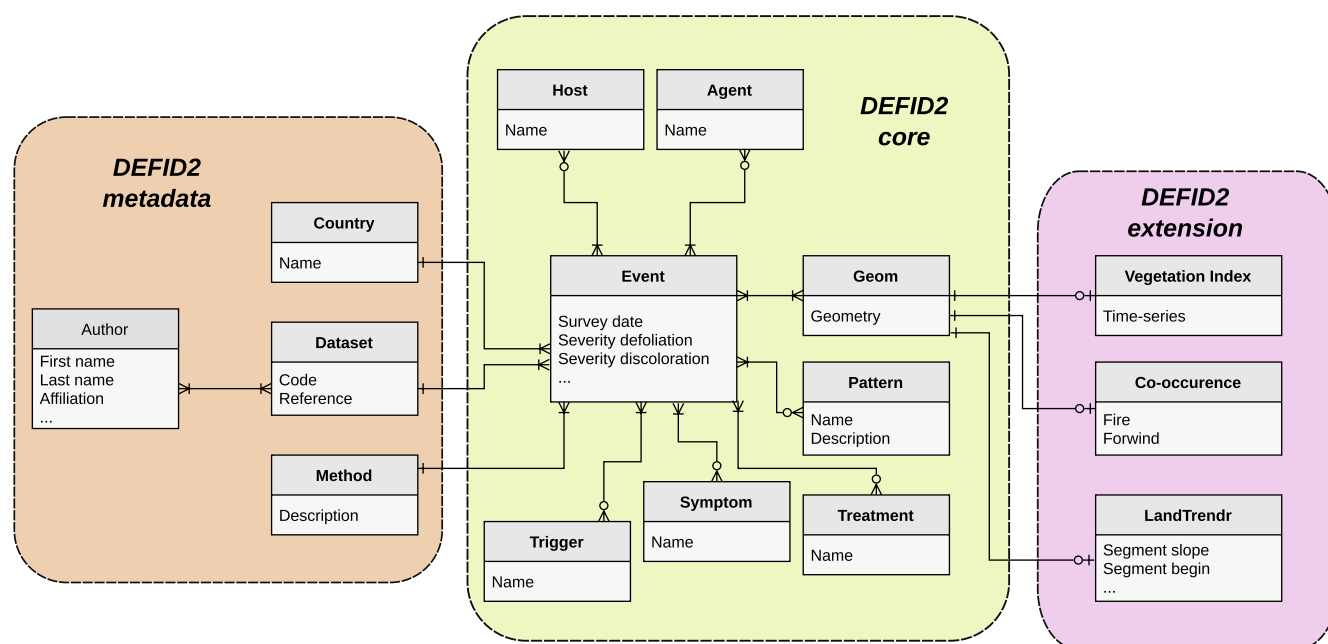 DEFID2
metadata
Country
Name
Author
First name
Last name
Affiliation
...
Dataset
Code
Reference
Method
Description
DEFID2
core
Host
Name
Agent
Name
Event
Survey date
Severity defoliation
Severity discoloration
...
Geom
Geometry
Pattern
Name
Description
Symptom
Name
Treatment
Name
Trigger
Name
DEFID2
extension
Vegetation Index
Time-series
Co-occurence
Fire
Forwind
LandTrendr
Segment slope
Segment begin
...